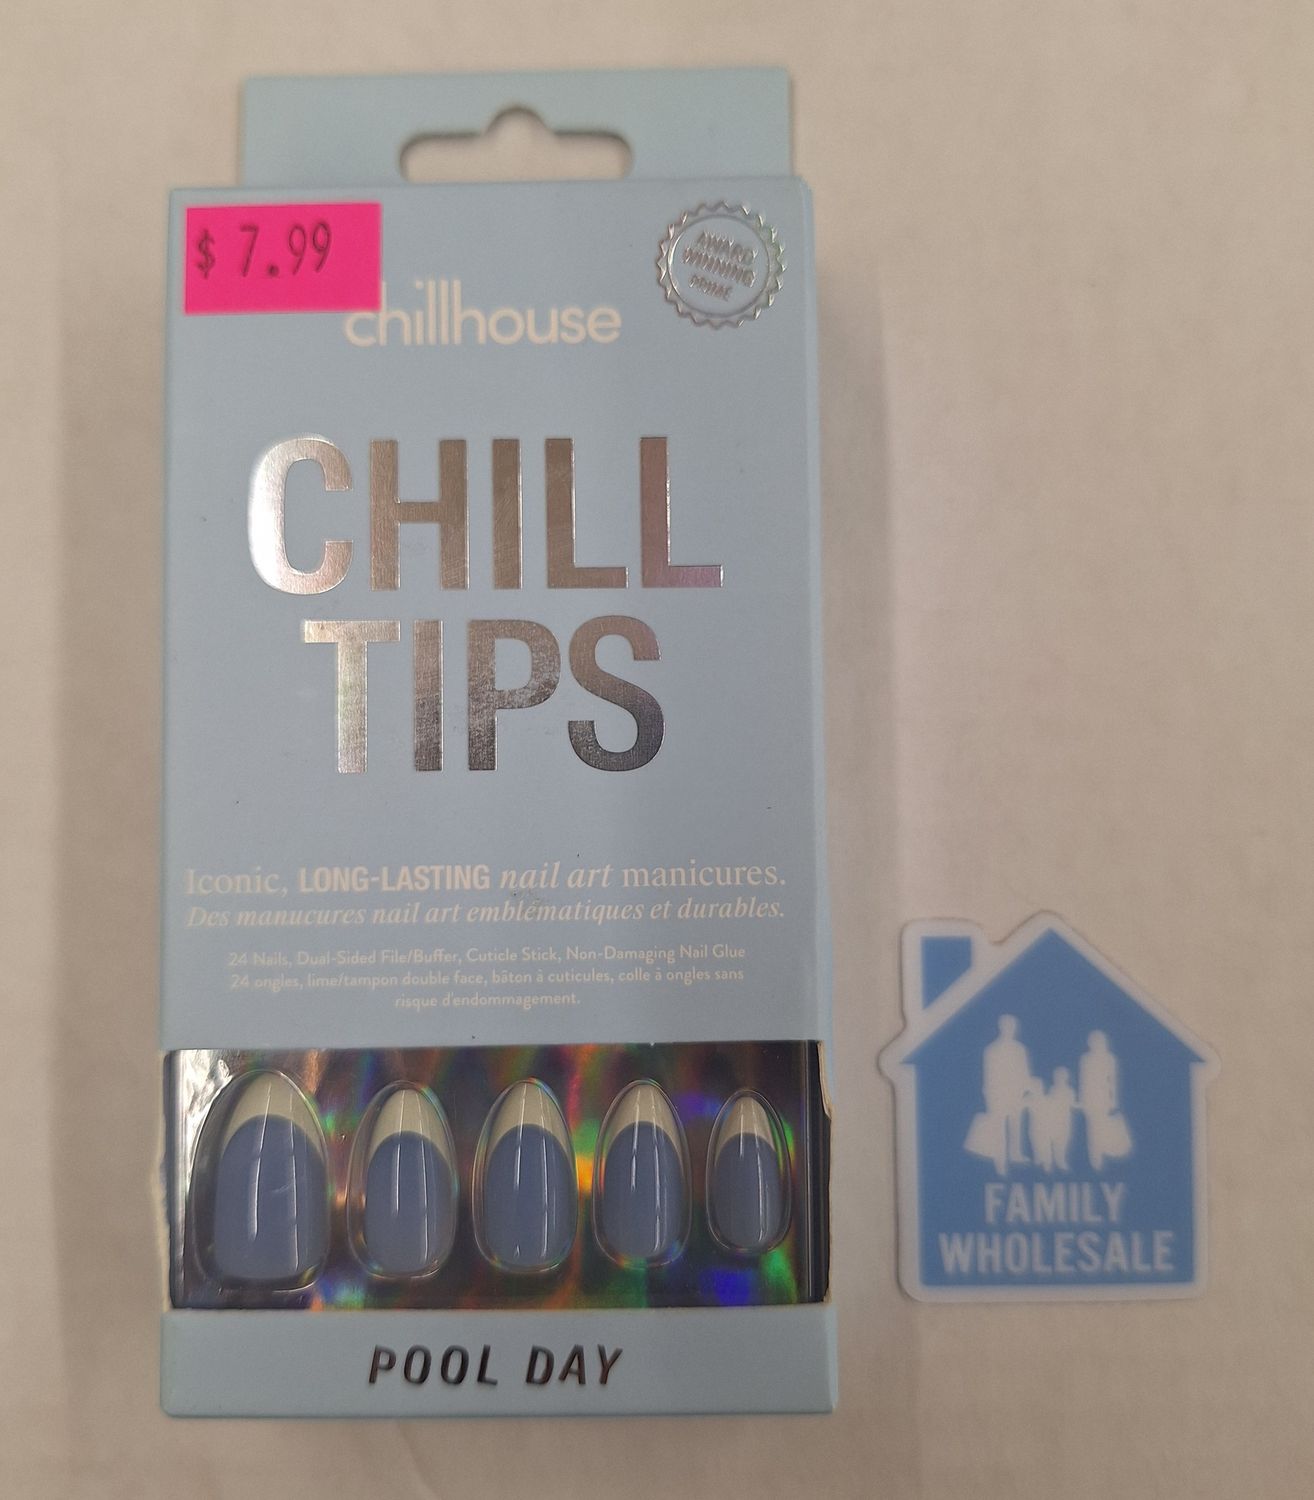 $ 7.99
chillhouse
AWARD
WINNING
CHILL
TIPS
Iconic, LONG-LASTING nail art manicures.
Des manucures nail art emblématiques et durables.
24 Nails, Dual-Sided File/Buffer, Cuticle Stick, Non-Damaging Nail Glue
24 ongles, lime/tampon double face, bâton à cuticules, colle à ongles sans
risque d'endommagement.
POOL DAY
FAMILY
WHOLESALE